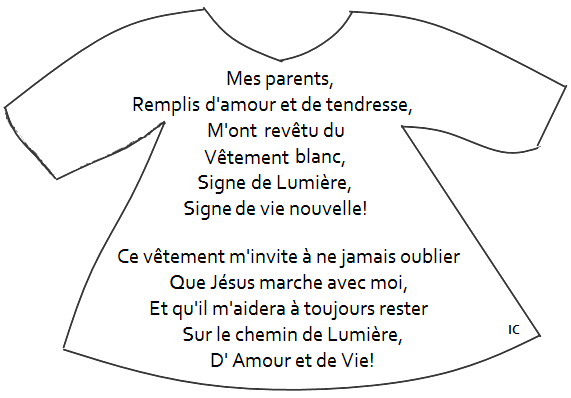 Mes parents,
Remplis d'amour et de tendresse,
M'ont revêtu du
Vêtement blanc,
Signe de Lumière,
Signe de vie nouvelle!
Ce vêtement m'invite à ne jamais oublier
Que Jésus marche avec moi,
Et qu'il m'aidera à toujours rester
Sur le chemin de Lumière,
D' Amour et de Vie!
IC